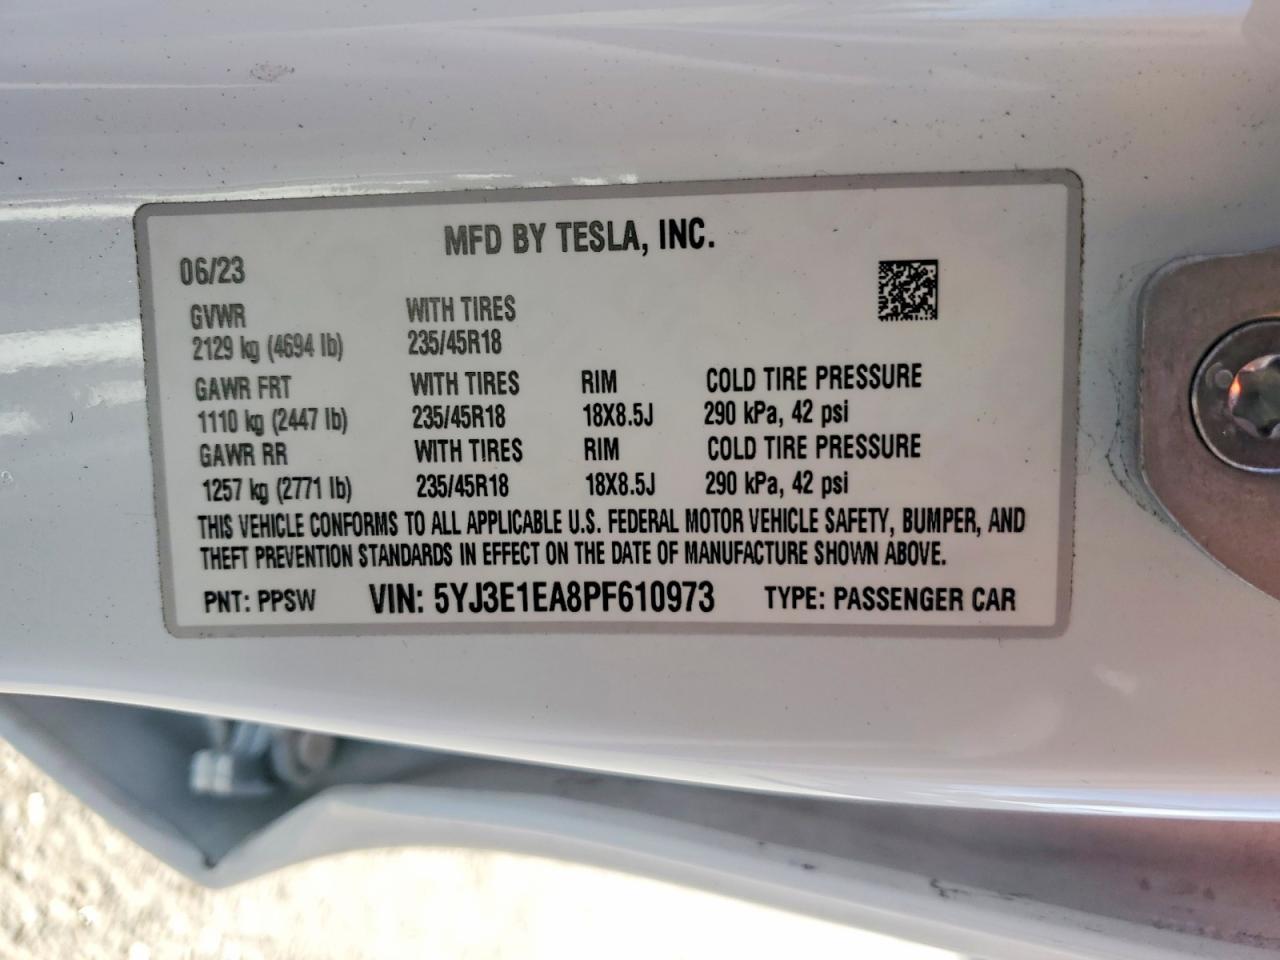 MFD BY TESLA, INC.
06/23
GVWR WITH TIRES
2129 kg (4694 lb) 235/45R18
GAWR FRT WITH TIRES RIM COLD TIRE PRESSURE
1110 kg (2447 lb) 235/45R18 18X8.5J 290 kPa, 42 psi
GAWR RR WITH TIRES RIM COLD TIRE PRESSURE
1257 kg (2771 lb) 235/45R18 18X8.5J 290 kPa, 42 psi
THIS VEHICLE CONFORMS TO ALL APPLICABLE U.S. FEDERAL MOTOR VEHICLE SAFETY, BUMPER, AND
THEFT PREVENTION STANDARDS IN EFFECT ON THE DATE OF MANUFACTURE SHOWN ABOVE.
PNT: PPSW VIN: 5YJ3E1EA8PF610973 TYPE: PASSENGER CAR